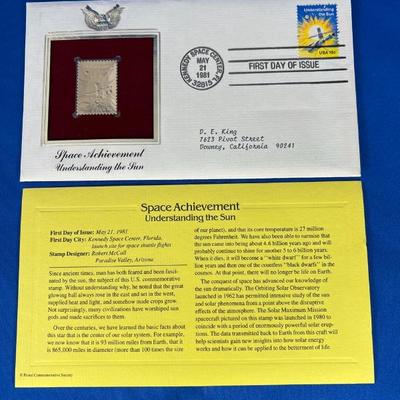 KENNEDY SPACE CENTER, FL
MAY
21
1981
32815
FIRST DAY OF ISSUE
Understanding
the Sun
USA 18c
Space Achievement
Understanding the Sun
D. E. King
7623 Pivot Street
Downey, California 90241
Space Achievement
Understanding the Sun
First Day of Issue: May 21, 1981
First Day City: Kennedy Space Center, Florida,
launch site for space shuttle flights
Stamp Designer: Robert McCall
Paradise Valley, Arizona
Since ancient times, man has both feared and been fasci-
nated by the sun, the subject of this U.S. commemorative
stamp. Without understanding why, he noted that the great
glowing ball always rose in the east and set in the west,
supplied heat and light, and somehow made crops grow.
Not surprisingly, many civilizations have worshiped sun
gods and made sacrifices to them.
Over the centuries, we have learned the basic facts about
this star that is the center of our solar system. For example,
we now know that it is 93 million miles from Earth, that it
is 865,000 miles in diameter (more than 100 times the size
of our planet), and that its core temperature is 27 million
degrees Fahrenheit. We have also been able to surmise that
the sun came into being about 4.6 billion years ago and will
probably continue to shine for another 5 to 6 billion years.
When it dies, it will become a "white dwarf" for a few bil-
lion years and then one of the countless "black dwarfs" in the
cosmos. At that point, there will no longer be life on Earth.
The conquest of space has advanced our knowledge of
the sun dramatically. The Orbiting Solar Observatory
launched in 1962 has permitted intensive study of the sun
and solar phenomena from a point above the disruptive
effects of the atmosphere. The Solar Maximum Mission
spacecraft pictured on this stamp was launched in 1980 to
coincide with a period of enormously powerful solar erup-
tions. The data transmitted back to Earth from this craft will
help scientists gain new insights into how solar energy
works and how it can be applied to the betterment of life.
© Postal Commemorative Society